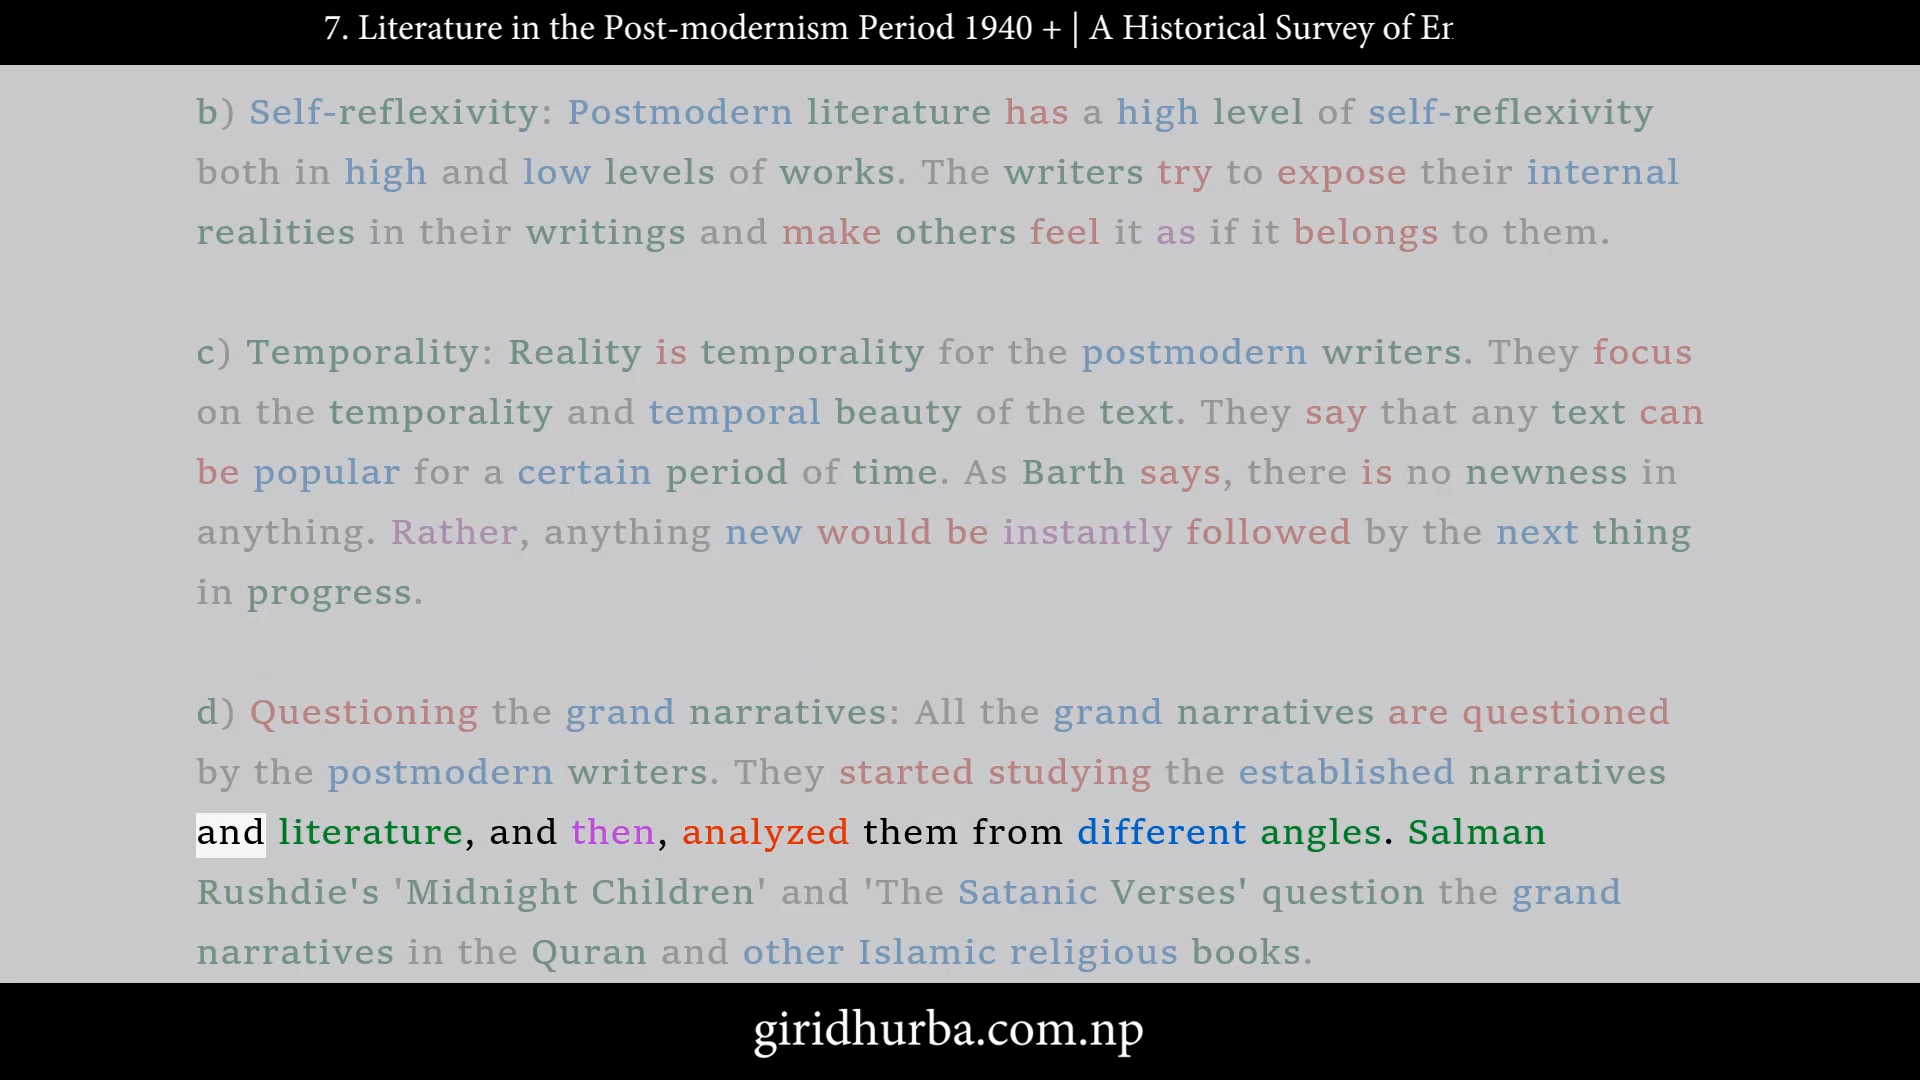 7. Literature in the Post-modernism Period 1940 + | A Historical Survey of En
b) Self-reflexivity: Postmodern literature has a high level of self-reflexivity
both in high and low levels of works. The writers try to expose their internal
realities in their writings and make others feel it as if it belongs to them.
c) Temporality: Reality is temporality for the postmodern writers. They focus
on the temporality and temporal beauty of the text. They say that any text can
be popular for a certain period of time. As Barth says, there is no newness in
anything. Rather, anything new would be instantly followed by the next thing
in progress.
d) Questioning the grand narratives: All the grand narratives are questioned
by the postmodern writers. They started studying the established narratives
and literature, and then, analyzed them from different angles. Salman
Rushdie's 'Midnight Children' and 'The Satanic Verses' question the grand
narratives in the Quran and other Islamic religious books.
giridhurba.com.np